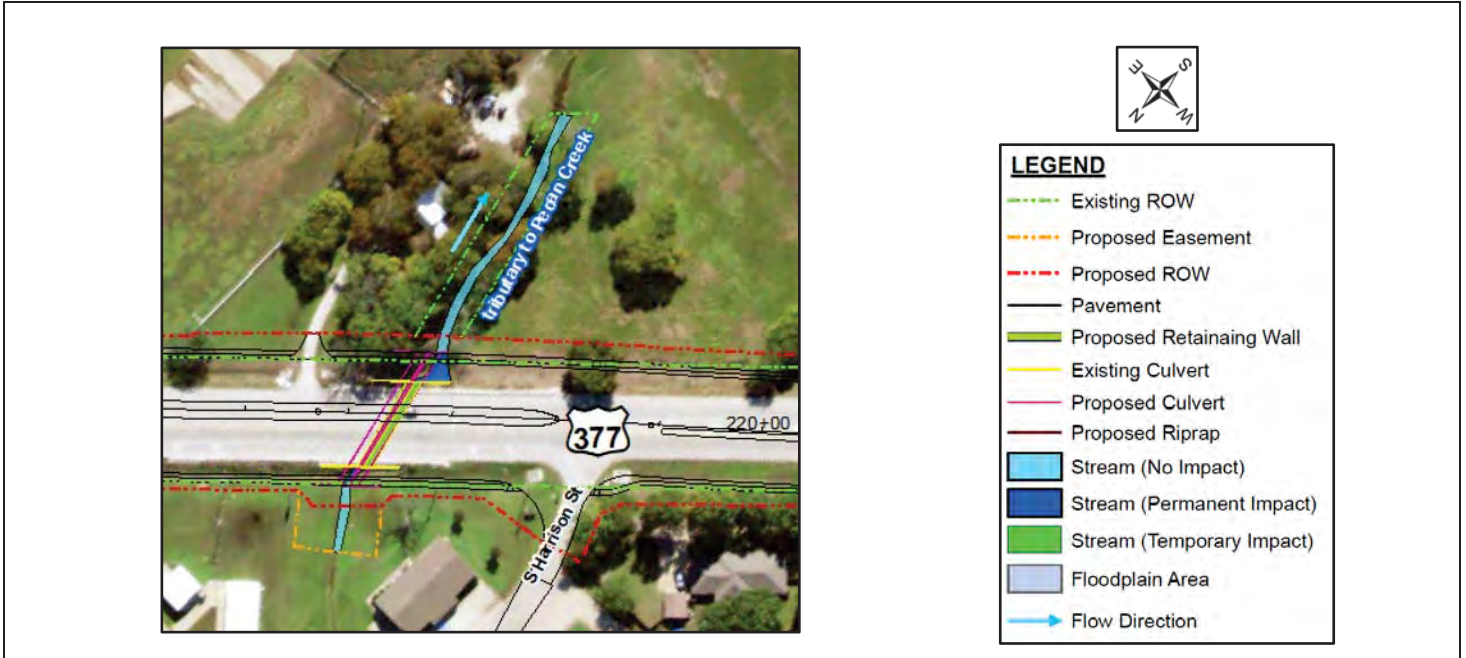 tributary to Pecan Creek
377
220+00
S Harrison St
E
S
N
W
LEGEND
Existing ROW
Proposed Easement
Proposed ROW
Pavement
Proposed Retainaing Wall
Existing Culvert
Proposed Culvert
Proposed Riprap
Stream (No Impact)
Stream (Permanent Impact)
Stream (Temporary Impact)
Floodplain Area
Flow Direction